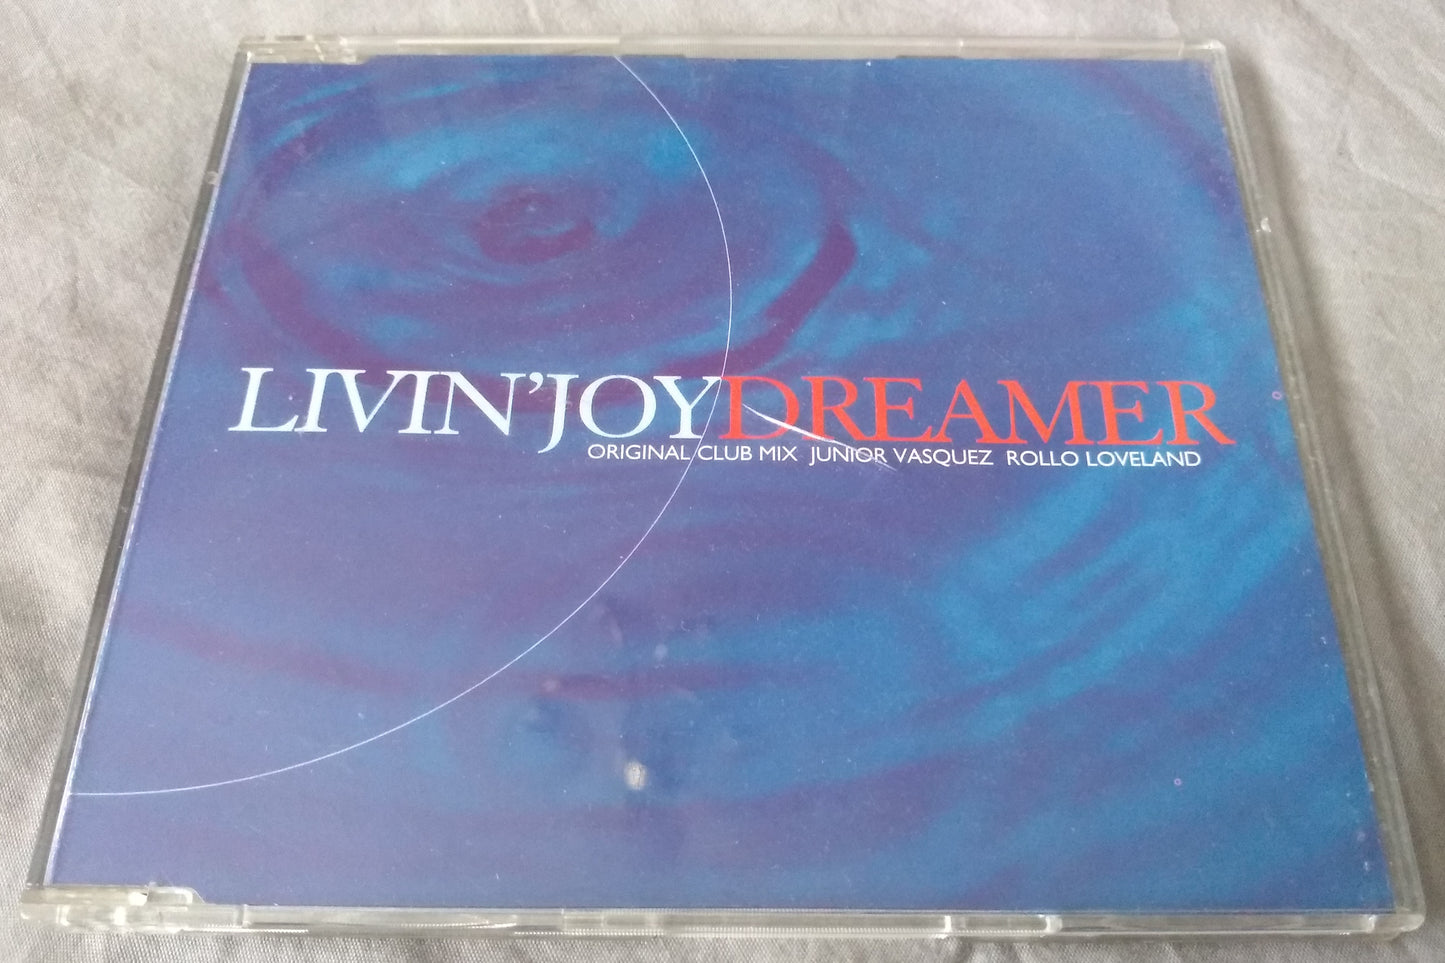 LIVIN'JOYDREAMER
ORIGINAL CLUB MIX JUNIOR VASQUEZ ROLLO LOVELAND